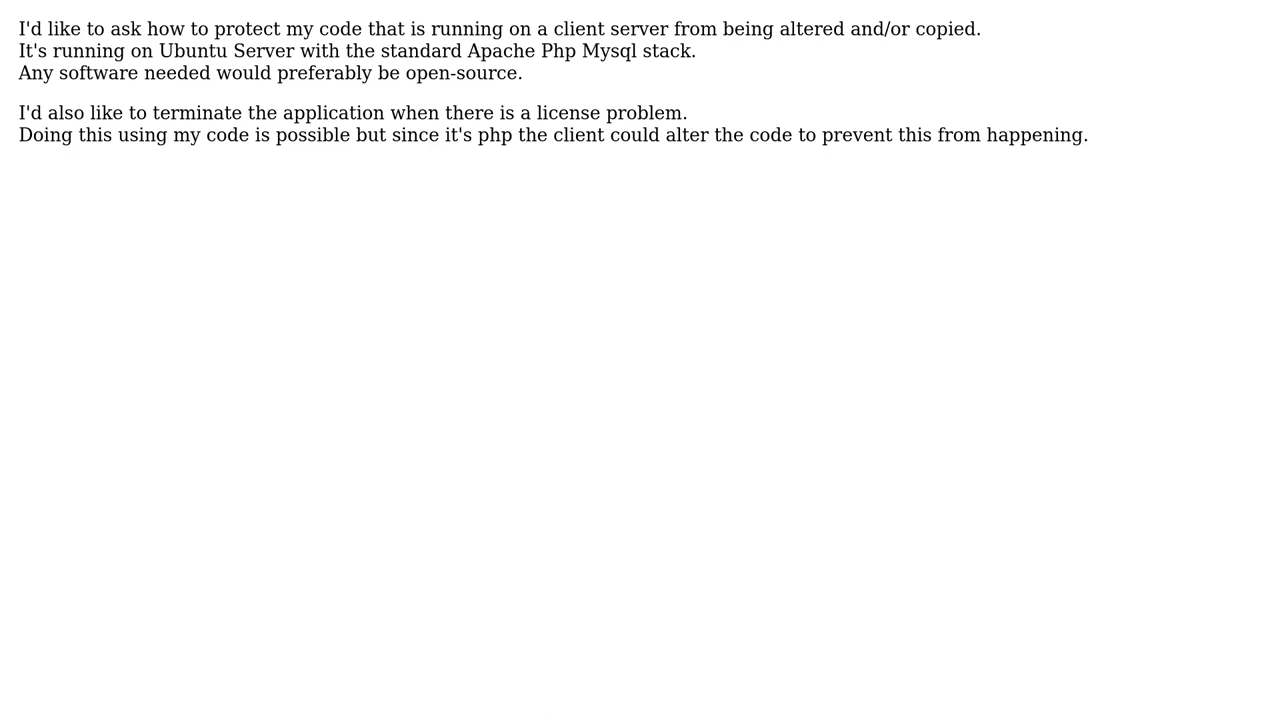 I'd like to ask how to protect my code that is running on a client server from being altered and/or copied.
It's running on Ubuntu Server with the standard Apache Php Mysql stack.
Any software needed would preferably be open-source.
I'd also like to terminate the application when there is a license problem.
Doing this using my code is possible but since it's php the client could alter the code to prevent this from happening.